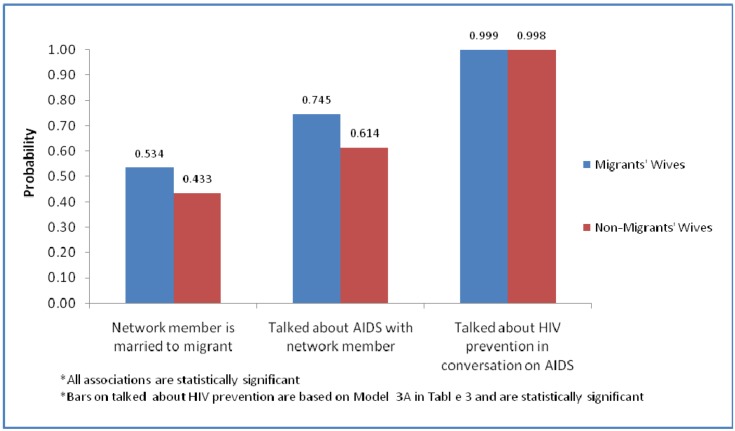 0.999 0.998
1.00
0.90
0.80
0.70
0.60
0.50
0.40
0.30
0.20
0.10
0.00
Probability
0.745
0.614
0.534
0.433
Migrants' Wives
Non-Migrants' Wives
Network member is
married to migrant
Talked about AIDS with
network member
Talked about HIV
prevention in
conversation on AIDS
*All associations are statistically significant
*Bars on talked about HIV prevention are based on Model 3A in Tabl e 3 and are statistically significant